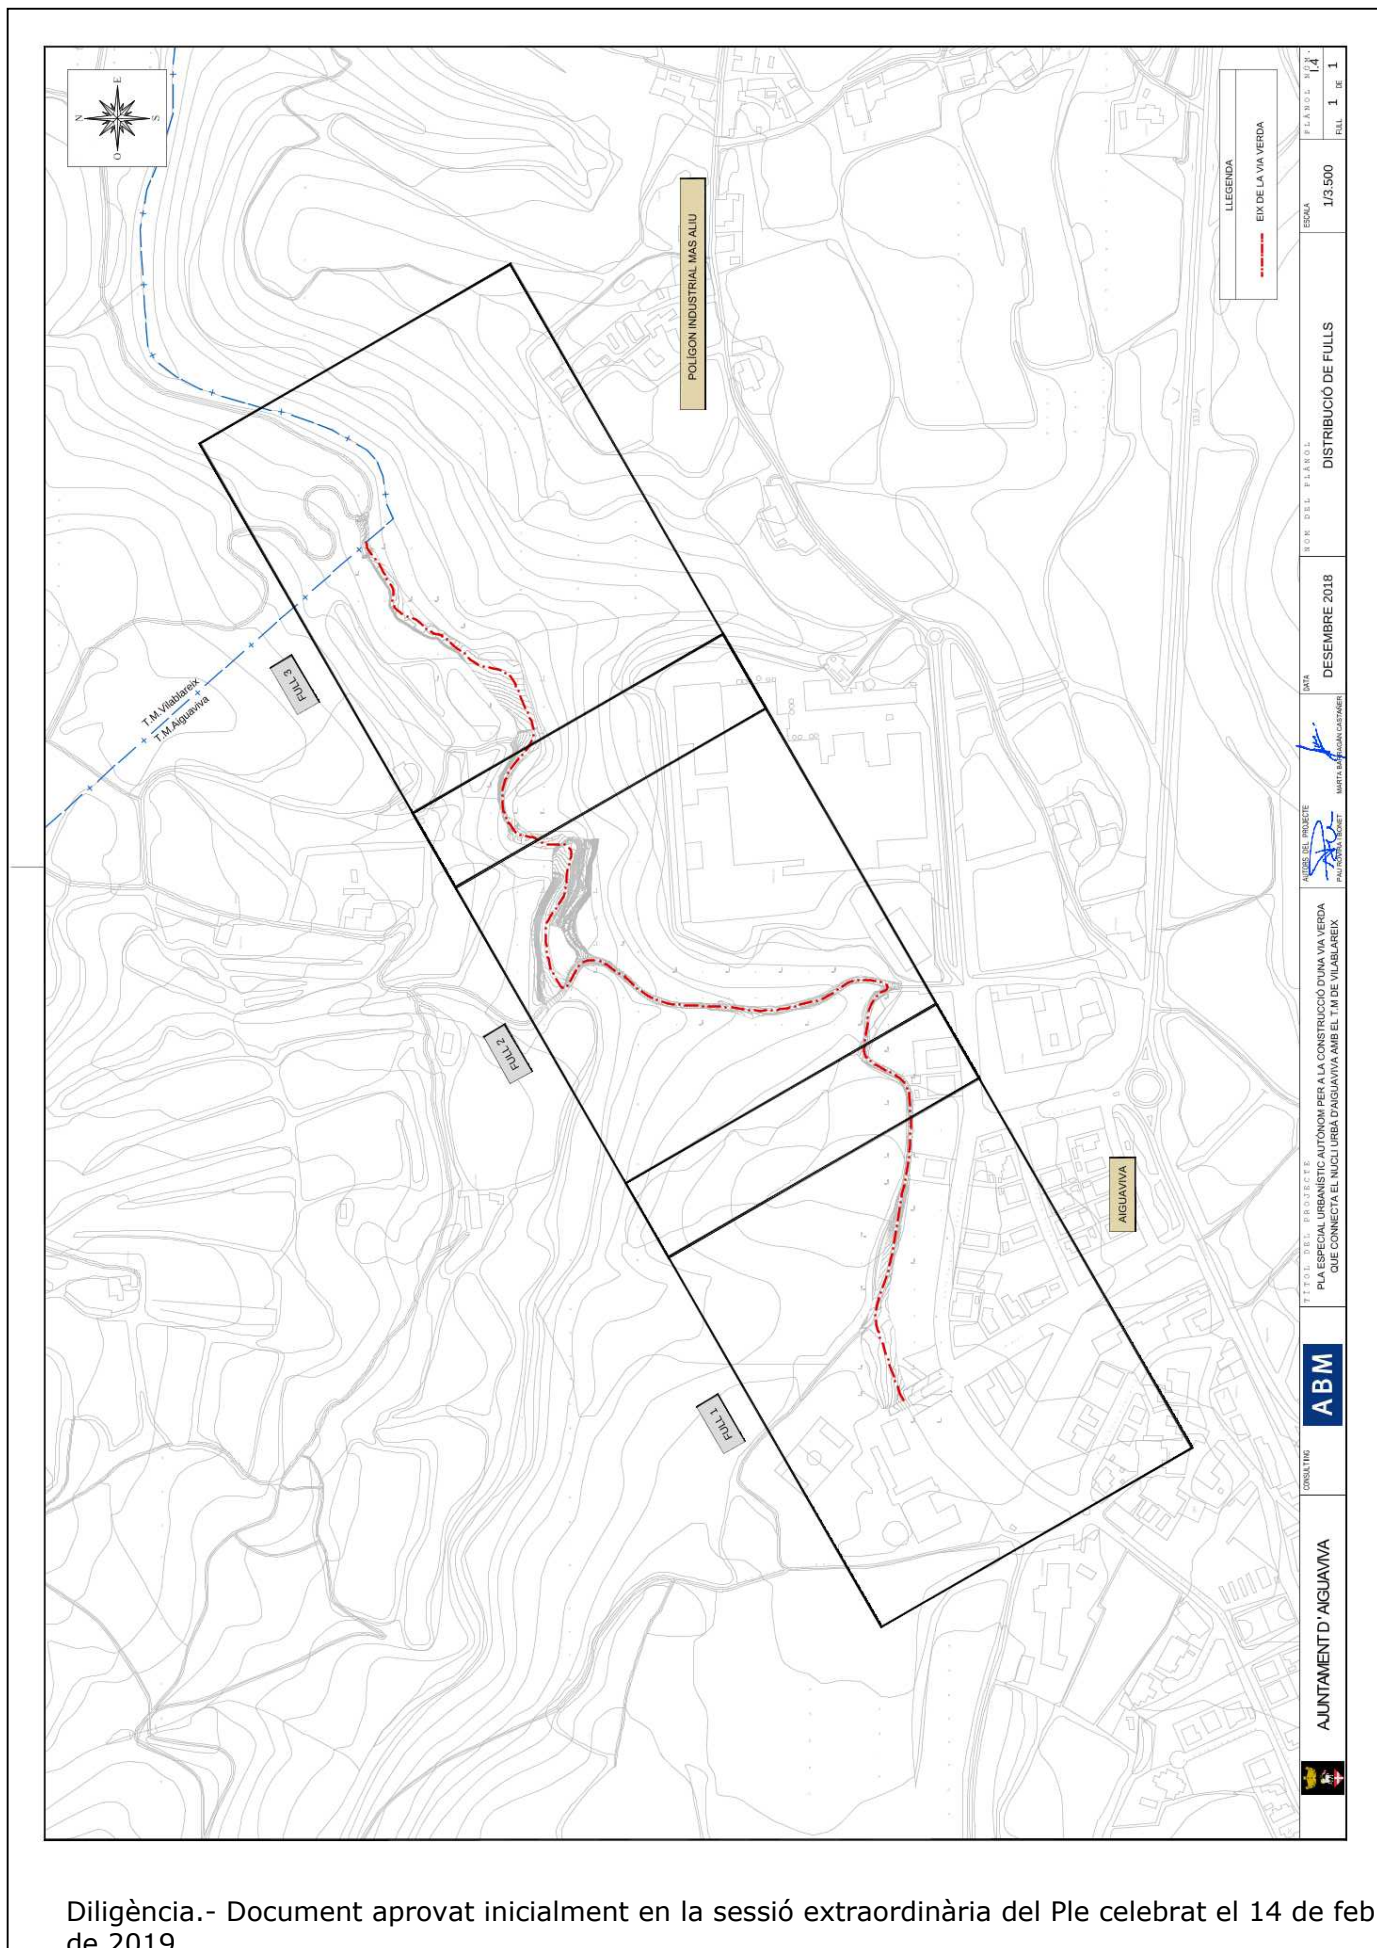 N
E
S
O
T.M.Vilablareix
T.M.Aiguaviva
FULL 3
FULL 2
FULL 1
POLÍGON INDUSTRIAL MAS ALIU
AIGUAVIVA
LLEGENDA
EIX DE LA VIA VERDA
AJUNTAMENT D'AIGUAVIVA
CONSULTING
ABM
TÍTOL DEL PROJECTE
PLA ESPECIAL URBANÍSTIC AUTÒNOM PER A LA CONSTRUCCIÓ D'UNA VIA VERDA
QUE CONNECTA EL NUCLI URBÀ D'AIGUAVIVA AMB EL T.M DE VILABLAREIX
AUTORS DEL PROJECTE
PAU ROVIRA I BONET
MARTA BARRAGÁN CASTAÑER
DATA
DESEMBRE 2018
NOM DEL PLÀNOL
DISTRIBUCIÓ DE FULLS
ESCALA
1/3.500
PLÀNOL NÚM.
I.4
FULL 1 DE 1
Diligència.- Document aprovat inicialment en la sessió extraordinària del Ple celebrat el 14 de feb
de 2019